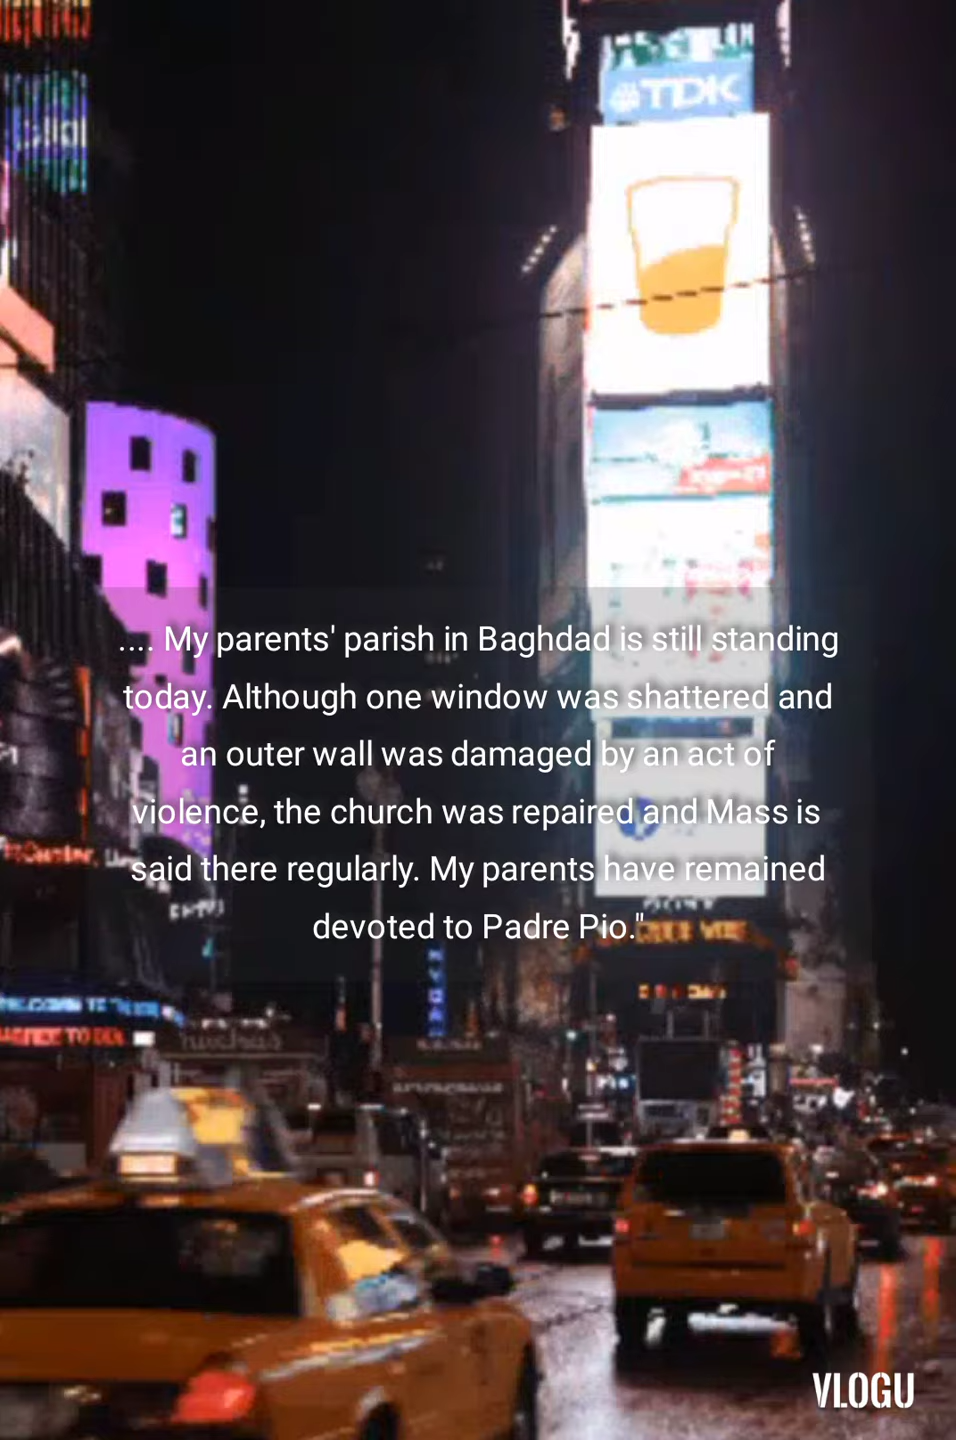 TDK
.... My parents' parish in Baghdad is still standing
today. Although one window was shattered and
an outer wall was damaged by an act of
violence, the church was repaired and Mass is
said there regularly. My parents have remained
devoted to Padre Pio."
VLOGU